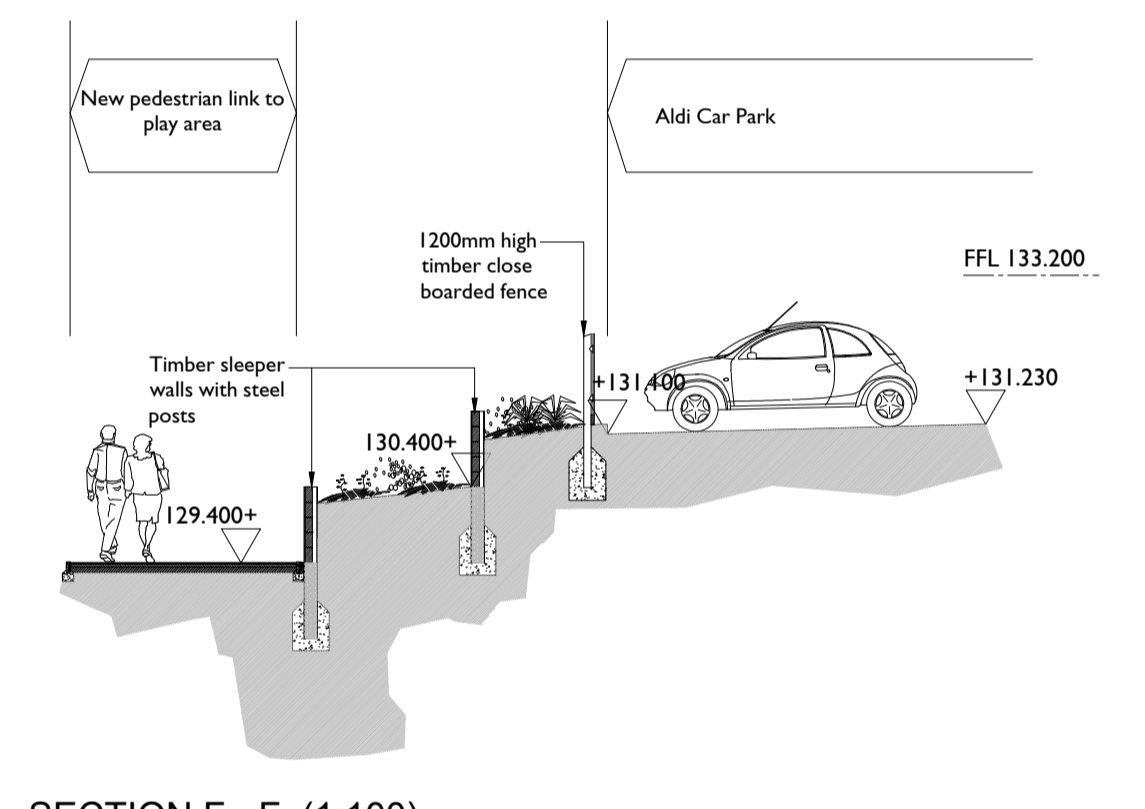 New pedestrian link to
play area
Aldi Car Park
1200mm high
timber close
boarded fence
FFL 133.200
Timber sleeper
walls with steel
posts
+131.100
+131.230
130.400+
129.400+